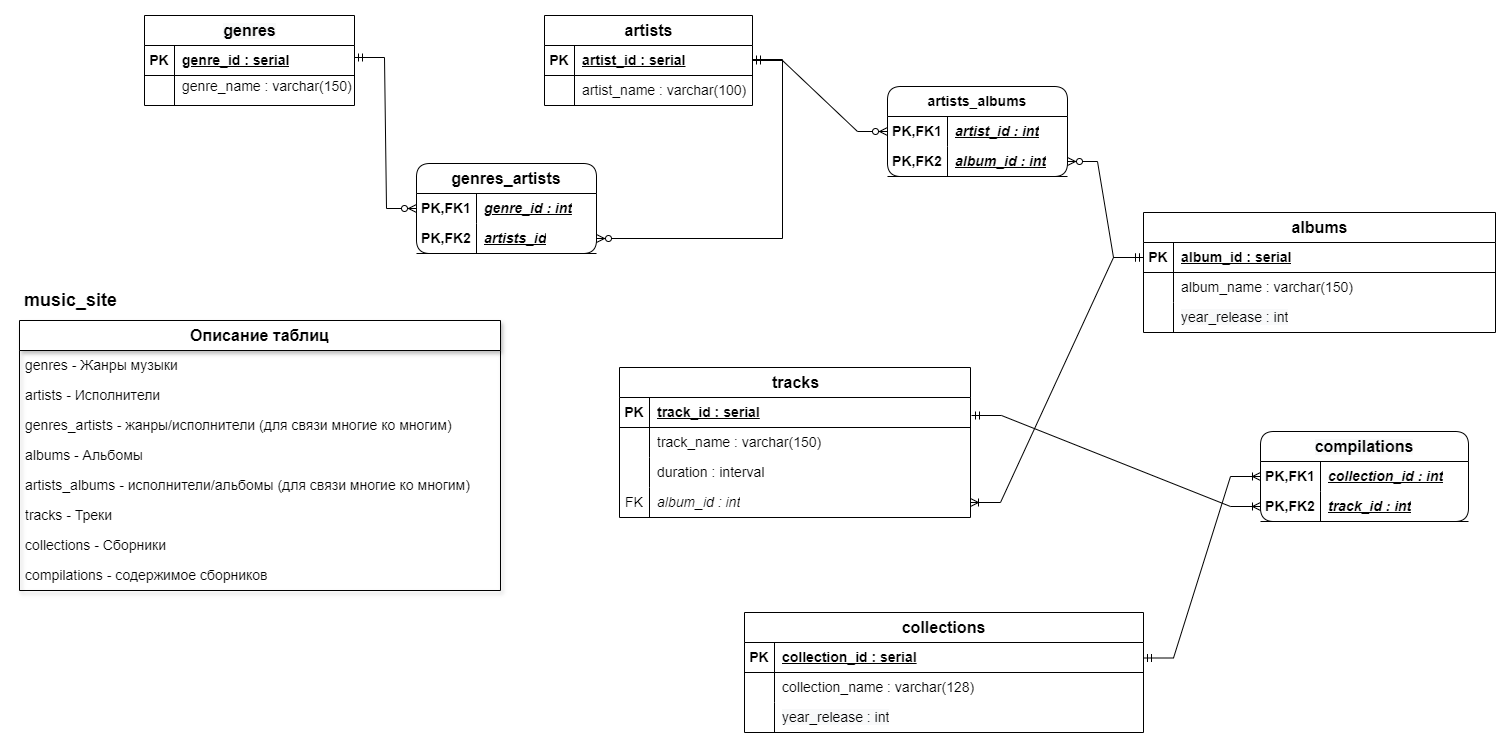 genres
PK genre_id : serial
genre_name : varchar(150)
artists
PK artist_id : serial
artist_name : varchar(100)
artists_albums
PK,FK1 artist_id : int
PK,FK2 album_id : int
genres_artists
PK,FK1 genre_id : int
PK,FK2 artists_id
albums
PK album_id : serial
album_name : varchar(150)
year_release : int
music_site
Описание таблиц
genres - Жанры музыки
artists - Исполнители
genres_artists - жанры/исполнители (для связи многие ко многим)
albums - Альбомы
artists_albums - исполнители/альбомы (для связи многие ко многим)
tracks - Треки
collections - Сборники
compilations - содержимое сборников
tracks
PK track_id : serial
track_name : varchar(150)
duration : interval
FK album_id : int
compilations
PK,FK1 collection_id : int
PK,FK2 track_id : int
collections
PK collection_id : serial
collection_name : varchar(128)
year_release : int